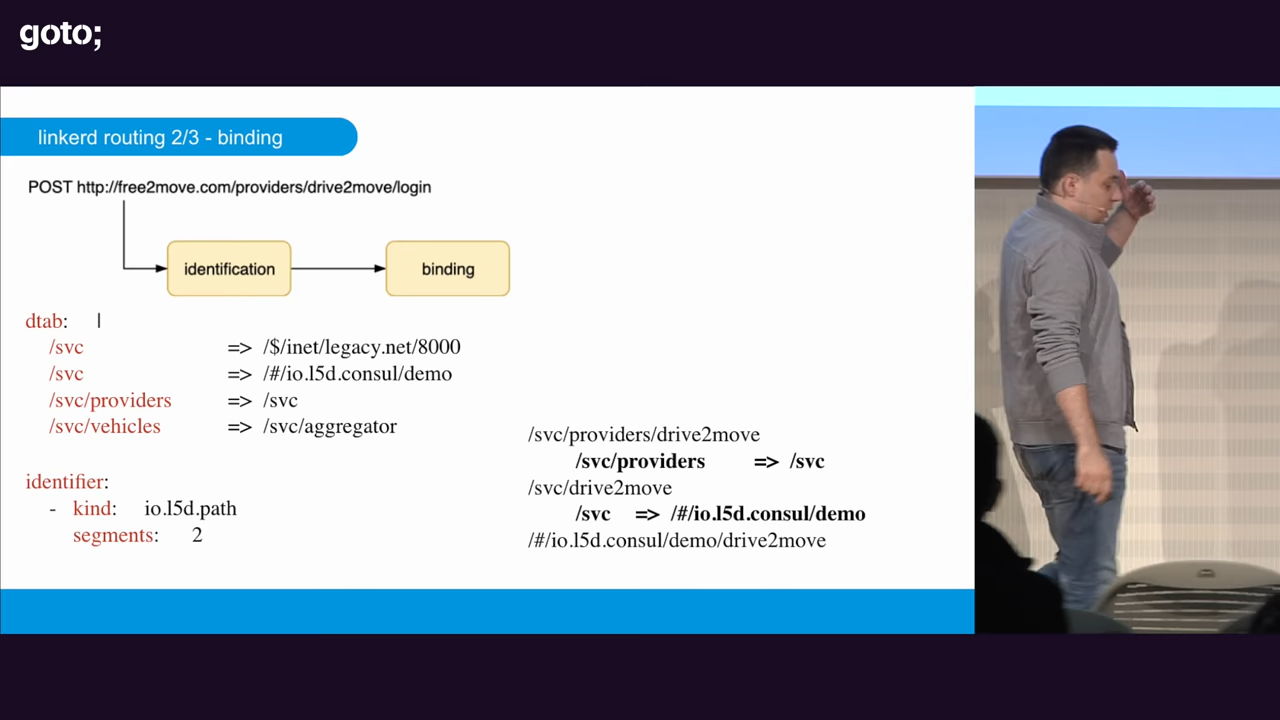 goto;
linkerd routing 2/3 - binding
POST http://free2move.com/providers/drive2move/login
identification
binding
dtab: |
/svc => /$/inet/legacy.net/8000
/svc => /#/io.l5d.consul/demo
/svc/providers => /svc
/svc/vehicles => /svc/aggregator
identifier:
- kind: io.l5d.path
segments: 2
/svc/providers/drive2move
/svc/providers => /svc
/svc/drive2move
/svc => /#/io.l5d.consul/demo
/#/io.l5d.consul/demo/drive2move